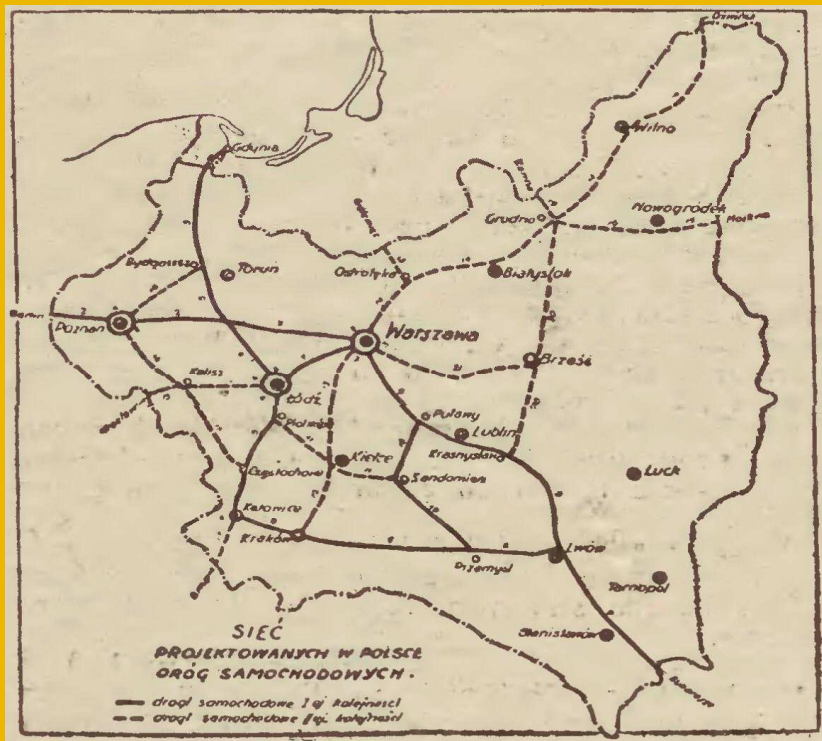 Wilno
Gdynia
Grudno
Nowogródek
Bydgoszcz
Toruń
Ostrołęka
Białystok
Poznań
Warszawa
Brześć
Kalisz
Łódź
Puławy
Lublin
Kielce
Krasnystaw
Częstochowa
Sandomierz
Łuck
Katowice
Kraków
Lwów
Przemyśl
Tarnopol
Stanisławów
SIEĆ
PROJEKTOWANYCH W POLSCE
DRÓG SAMOCHODOWYCH.
drogi samochodowe I ej kolejności
drogi samochodowe II ej kolejności